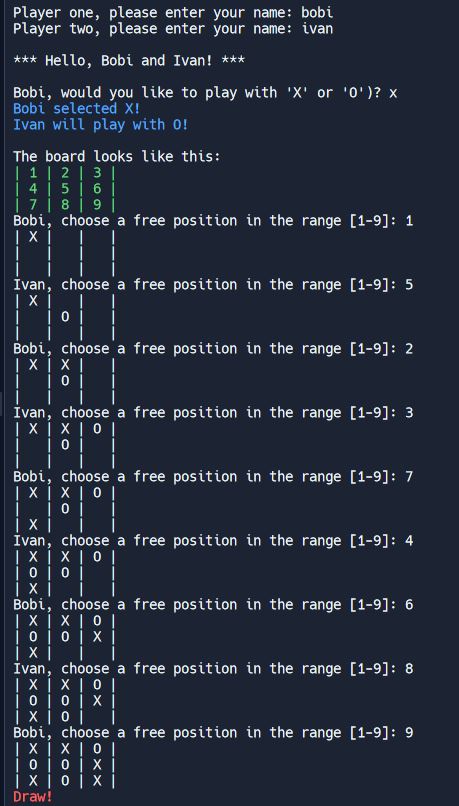 Player one, please enter your name: bobi
Player two, please enter your name: ivan
*** Hello, Bobi and Ivan! ***
Bobi, would you like to play with 'X' or 'O')? x
Bobi selected X!
Ivan will play with O!
The board looks like this:
| 1 | 2 | 3 |
| 4 | 5 | 6 |
| 7 | 8 | 9 |
Bobi, choose a free position in the range [1-9]: 1
| X |   |   |
|   |   |   |
|   |   |   |
Ivan, choose a free position in the range [1-9]: 5
| X |   |   |
|   | O |   |
|   |   |   |
Bobi, choose a free position in the range [1-9]: 2
| X | X |   |
|   | O |   |
|   |   |   |
Ivan, choose a free position in the range [1-9]: 3
| X | X | O |
|   | O |   |
|   |   |   |
Bobi, choose a free position in the range [1-9]: 7
| X | X | O |
|   | O |   |
| X |   |   |
Ivan, choose a free position in the range [1-9]: 4
| X | X | O |
| O | O |   |
| X |   |   |
Bobi, choose a free position in the range [1-9]: 6
| X | X | O |
| O | O | X |
| X |   |   |
Ivan, choose a free position in the range [1-9]: 8
| X | X | O |
| O | O | X |
| X | O |   |
Bobi, choose a free position in the range [1-9]: 9
| X | X | O |
| O | O | X |
| X | O | X |
Draw!